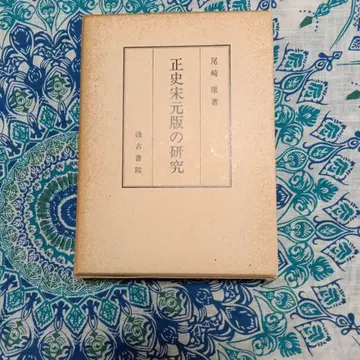 尾崎 康著
正史宋元版の研究
汲古書院